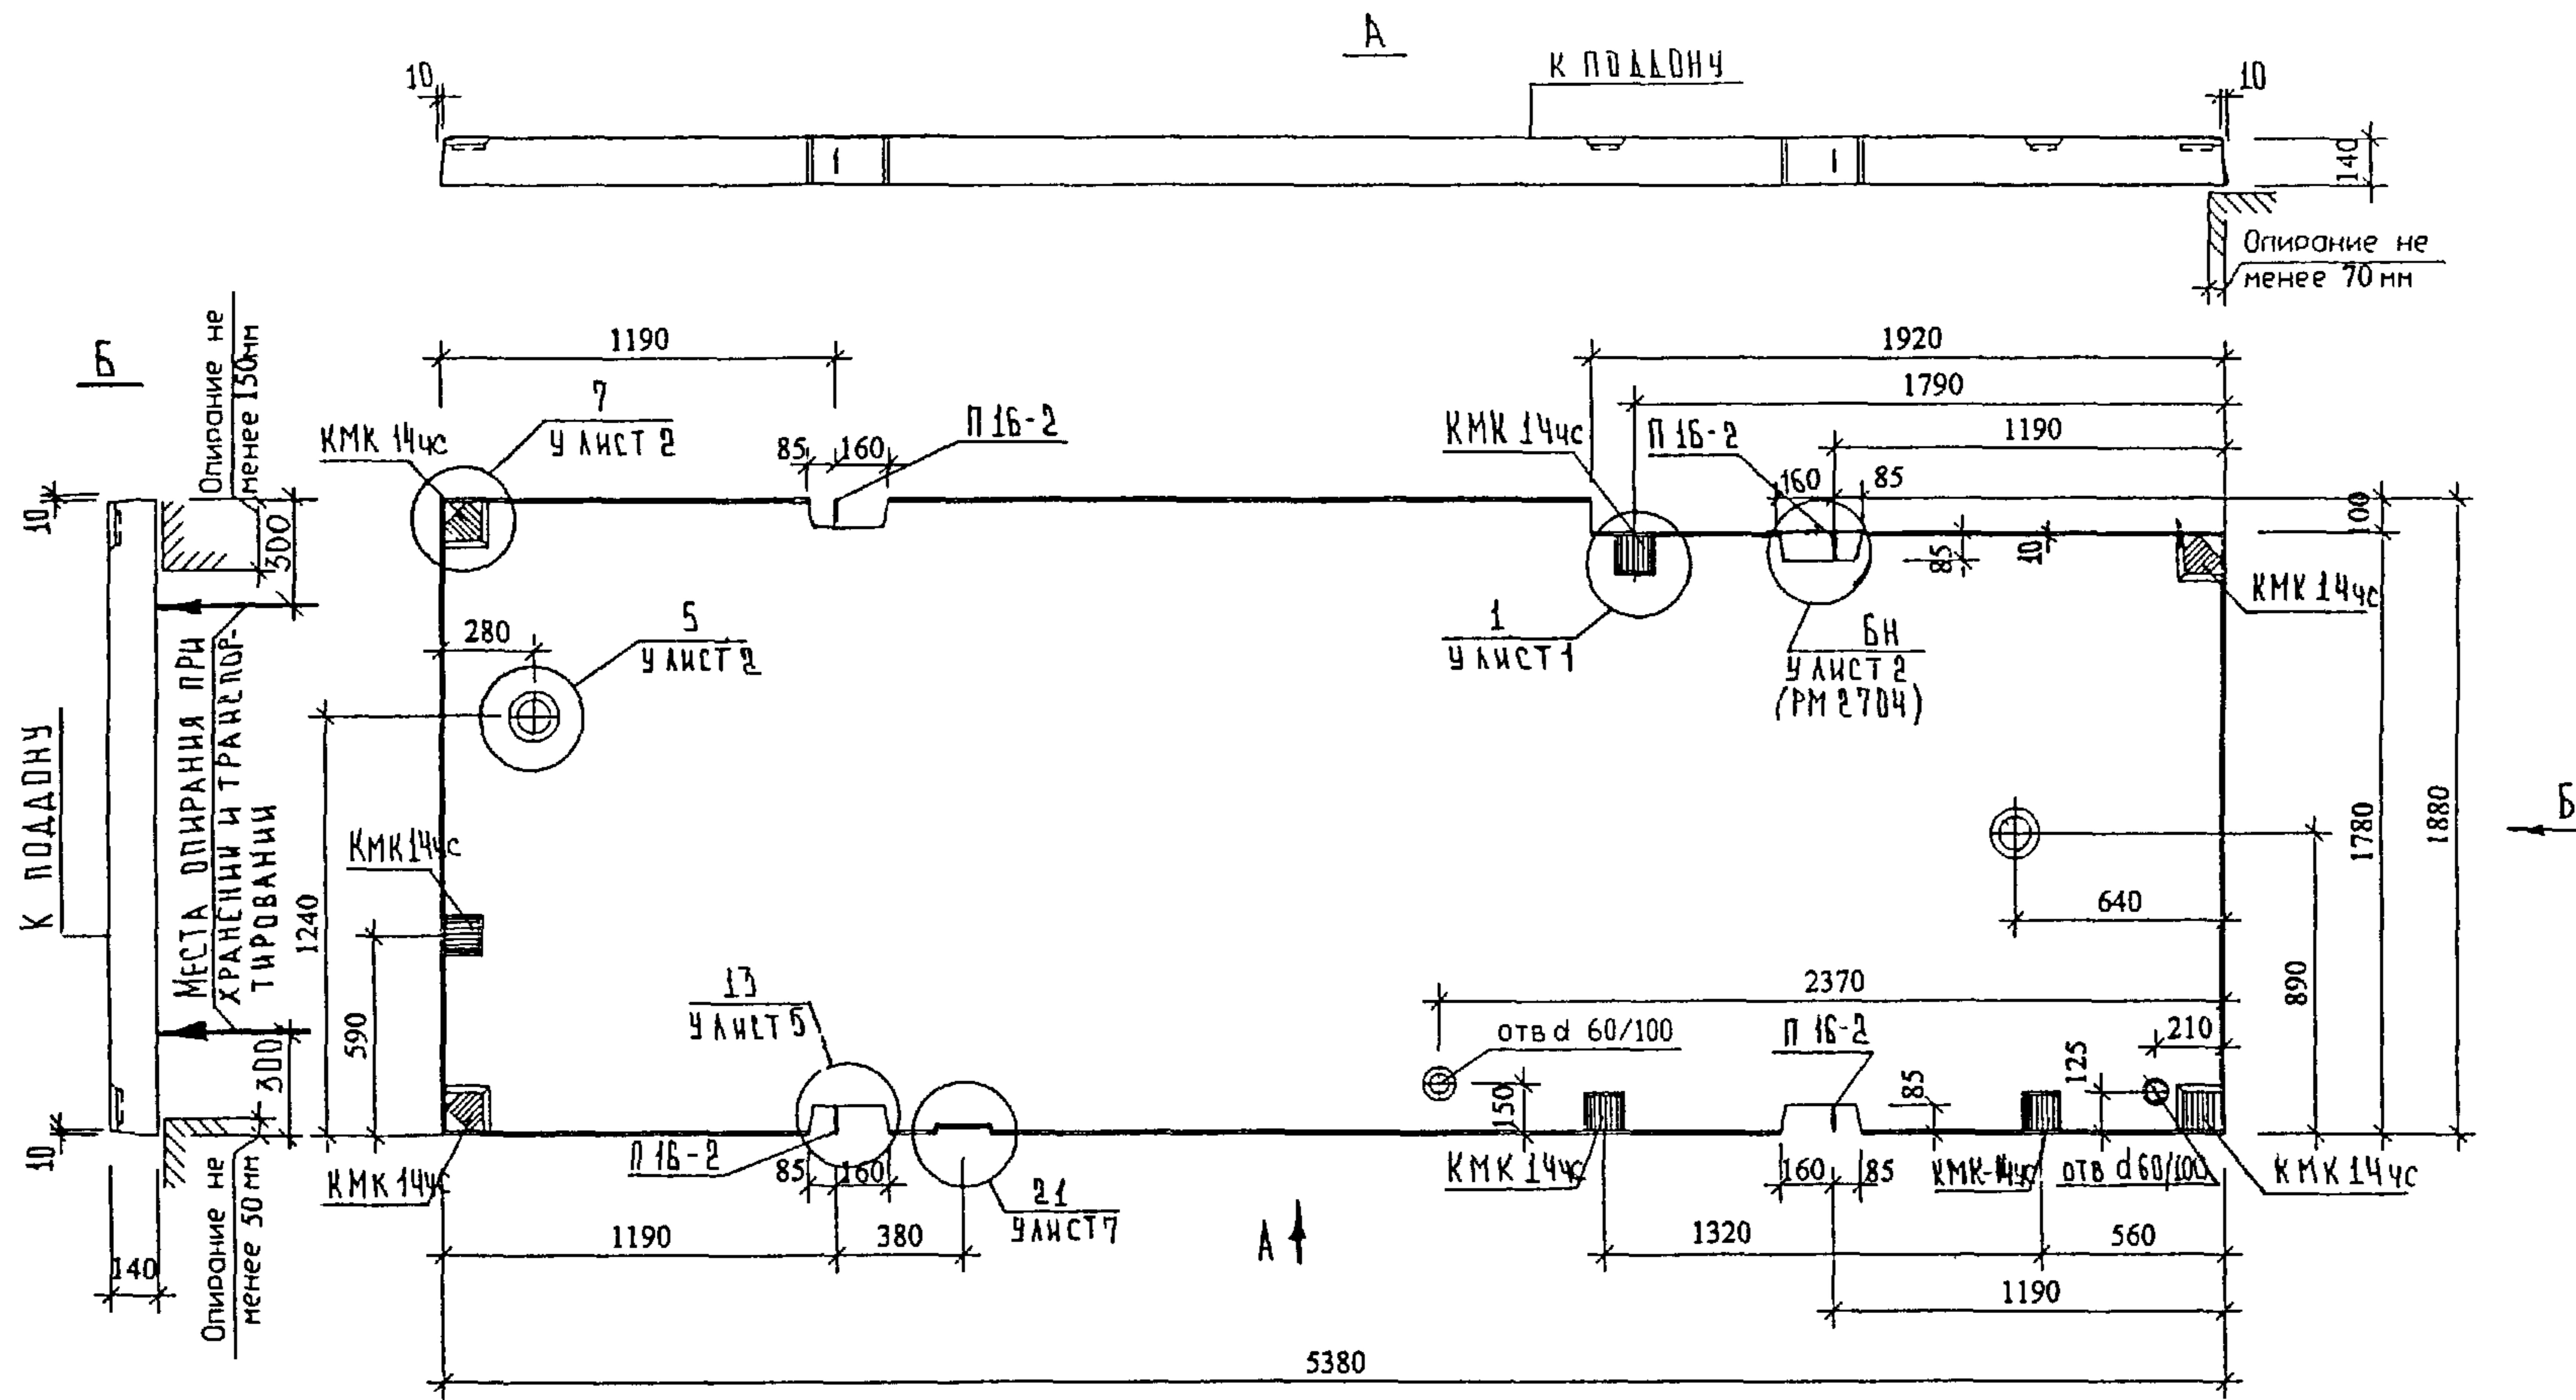 А
10
К ПОДДОНУ
10
140
Опирание не
менее 70 мм
Б
Опирание не
менее 150мм
1190
1920
1790
1190
7
У ЛИСТ 2
КМК 14чс
П 16-2
КМК 14чс
П 16-2
85
160
160
85
100
10
300
85
10
КМК 14чс
5
У ЛИСТ 2
280
1
У ЛИСТ 1
6Н
У ЛИСТ 2
(РМ 2704)
К ПОДДОНУ
МЕСТА ОПИРАНИЯ ПРИ
ХРАНЕНИИ И ТРАНСПОР-
ТИРОВАНИИ
Б
1780
1880
КМК14чс
1240
640
590
13
У ЛИСТ 5
2370
890
отв d 60/100
П 16-2
210
125
150
85
300
10
П 16-2
85
160
КМК 14чс
КМК 14чс
160
85
КМК-14чс
отв d 60/100
КМК 14чс
21
У ЛИСТ 7
Опирание не
менее 50 мм
140
1190
380
А
1320
560
1190
5380